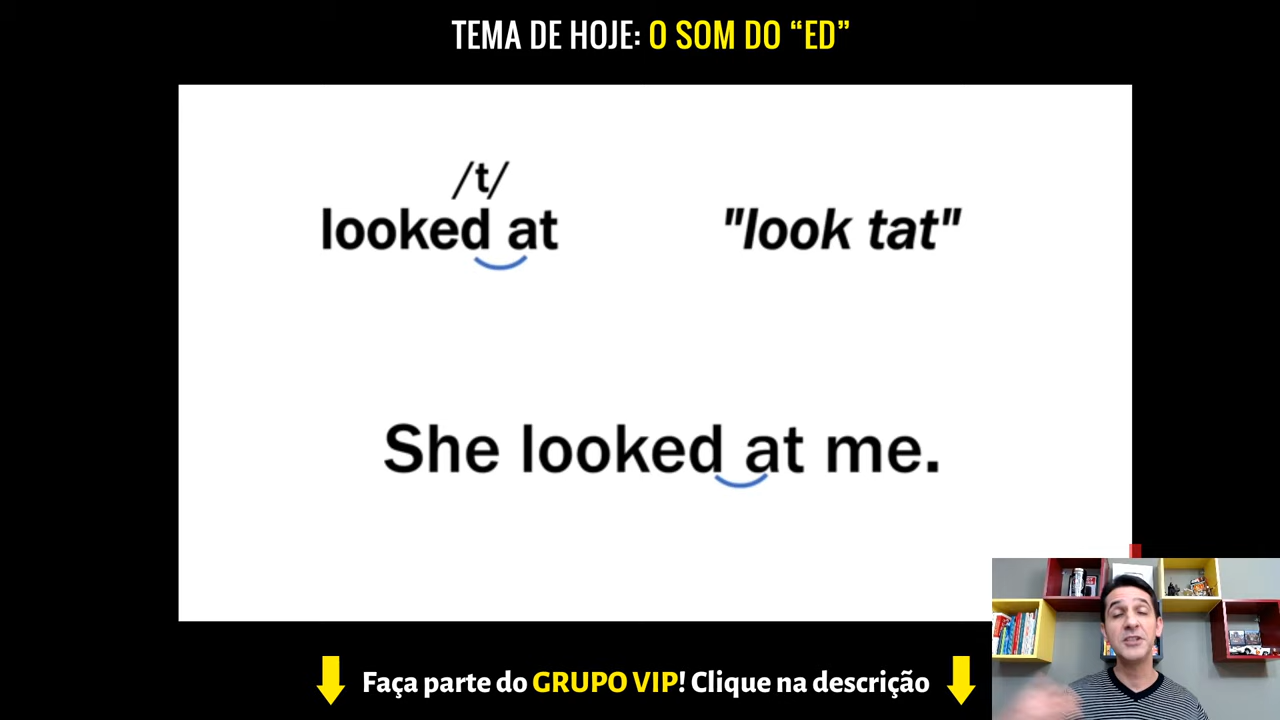 TEMA DE HOJE: O SOM DO “ED”
/t/
looked at
"look tat"
She looked at me.
Faça parte do GRUPO VIP! Clique na descrição